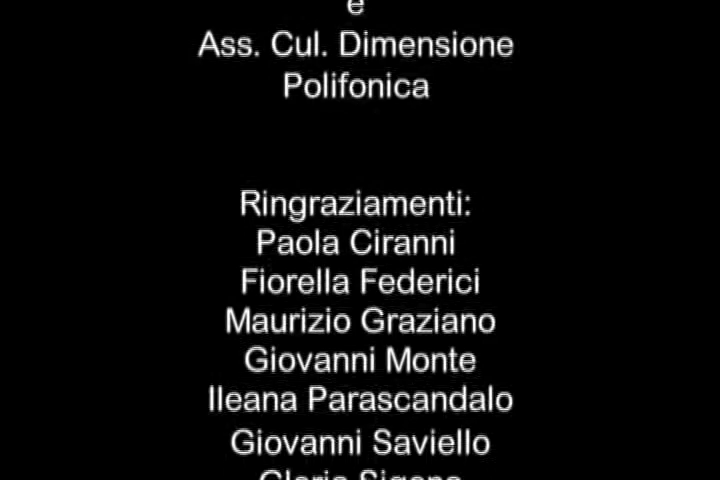 e
Ass. Cul. Dimensione
Polifonica
Ringraziamenti:
Paola Ciranni
Fiorella Federici
Maurizio Graziano
Giovanni Monte
Ileana Parascandalo
Giovanni Saviello